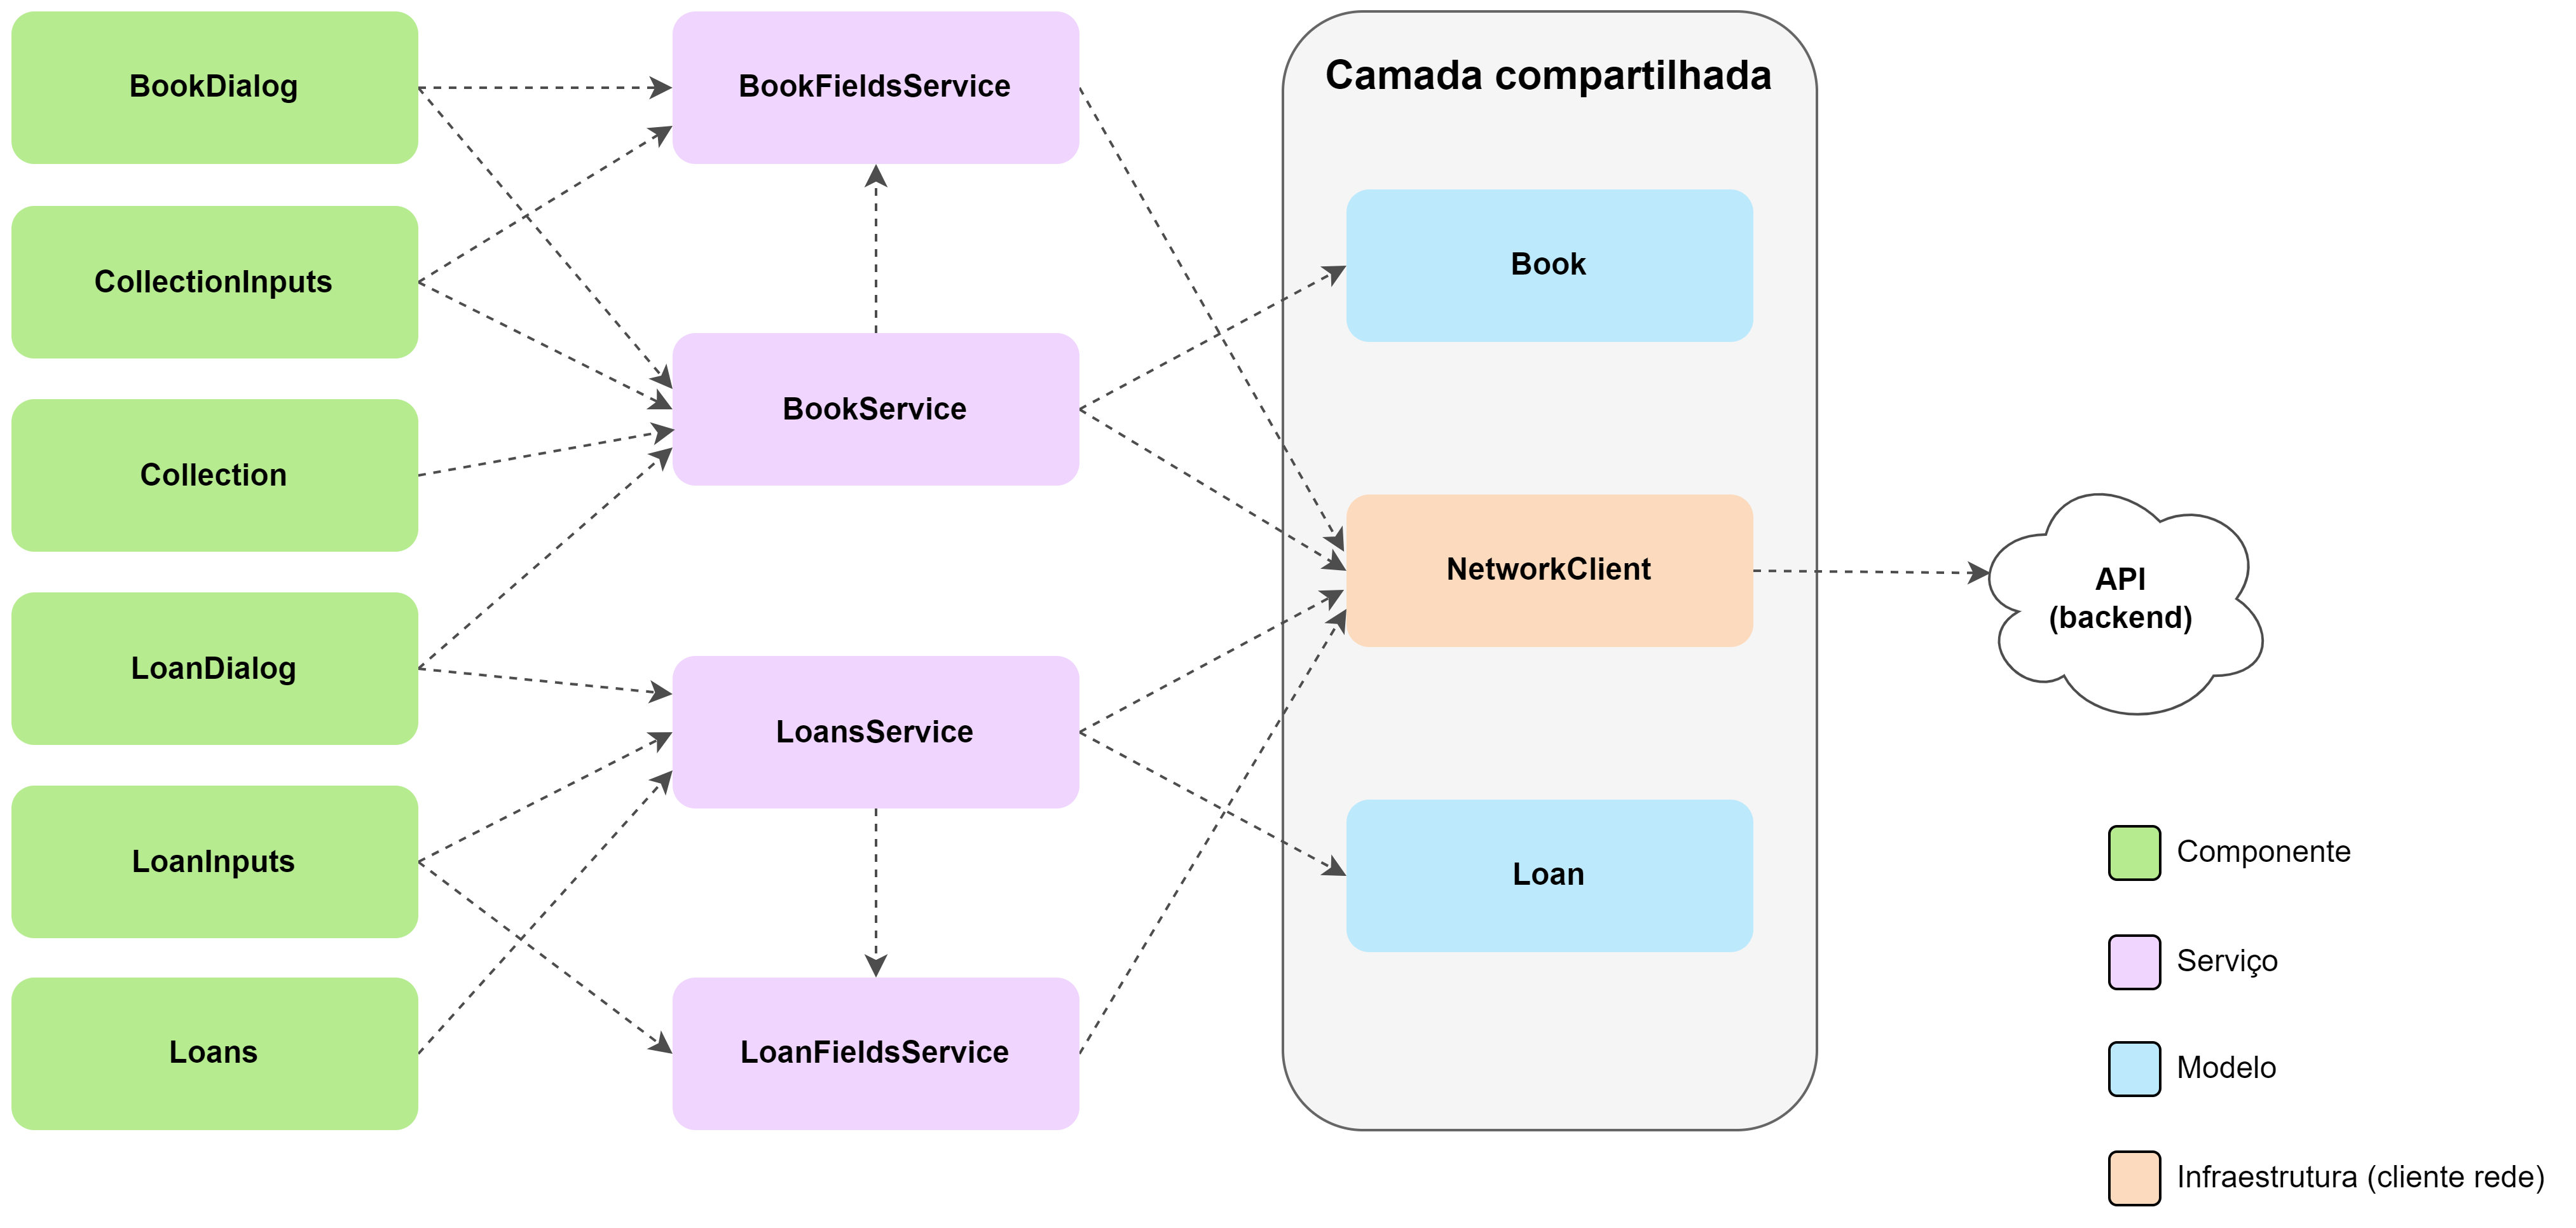 BookDialog
CollectionInputs
Collection
LoanDialog
LoanInputs
Loans
BookFieldsService
BookService
LoansService
LoanFieldsService
Camada compartilhada
Book
NetworkClient
Loan
API
(backend)
Componente
Serviço
Modelo
Infraestrutura (cliente rede)